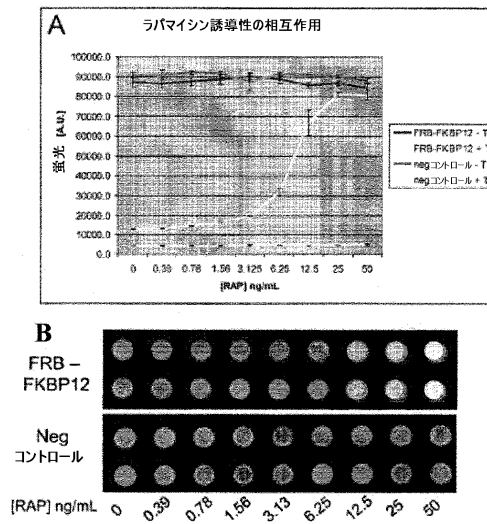 A
ラパマイシン誘導性の相互作用
蛍光
[A.U.]
100000.0
90000.0
80000.0
70000.0
60000.0
50000.0
40000.0
30000.0
20000.0
10000.0
0.0
0 0.39 0.78 1.56 3.125 6.25 12.5 25 50
[RAP] ng/mL
FRB-FKBP12 - T
FRB-FKBP12 + T
negコントロール - T
negコントロール + T
B
FRB –
FKBP12
Neg
コントロール
[RAP] ng/mL 0 0.39 0.78 1.56 3.13 6.25 12.5 25 50